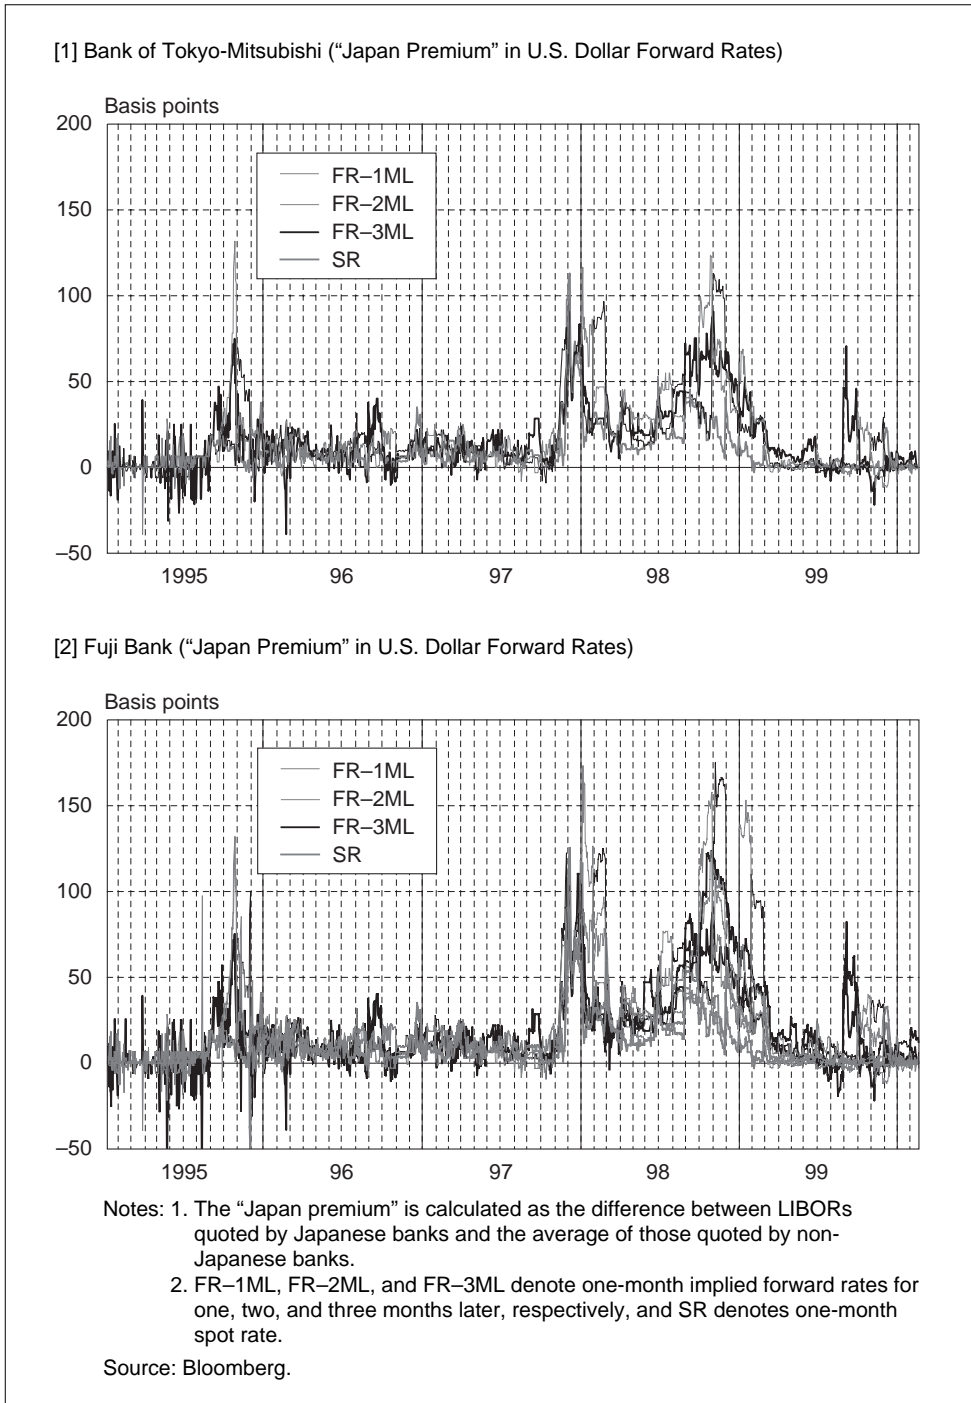 [1] Bank of Tokyo-Mitsubishi (“Japan Premium” in U.S. Dollar Forward Rates)
Basis points
200
150
100
50
0
–50
FR–1ML
FR–2ML
FR–3ML
SR
1995 96 97 98 99
[2] Fuji Bank (“Japan Premium” in U.S. Dollar Forward Rates)
Basis points
200
150
100
50
0
–50
FR–1ML
FR–2ML
FR–3ML
SR
1995 96 97 98 99
Notes: 1. The “Japan premium” is calculated as the difference between LIBORs
quoted by Japanese banks and the average of those quoted by non-
Japanese banks.
2. FR–1ML, FR–2ML, and FR–3ML denote one-month implied forward rates for
one, two, and three months later, respectively, and SR denotes one-month
spot rate.
Source: Bloomberg.